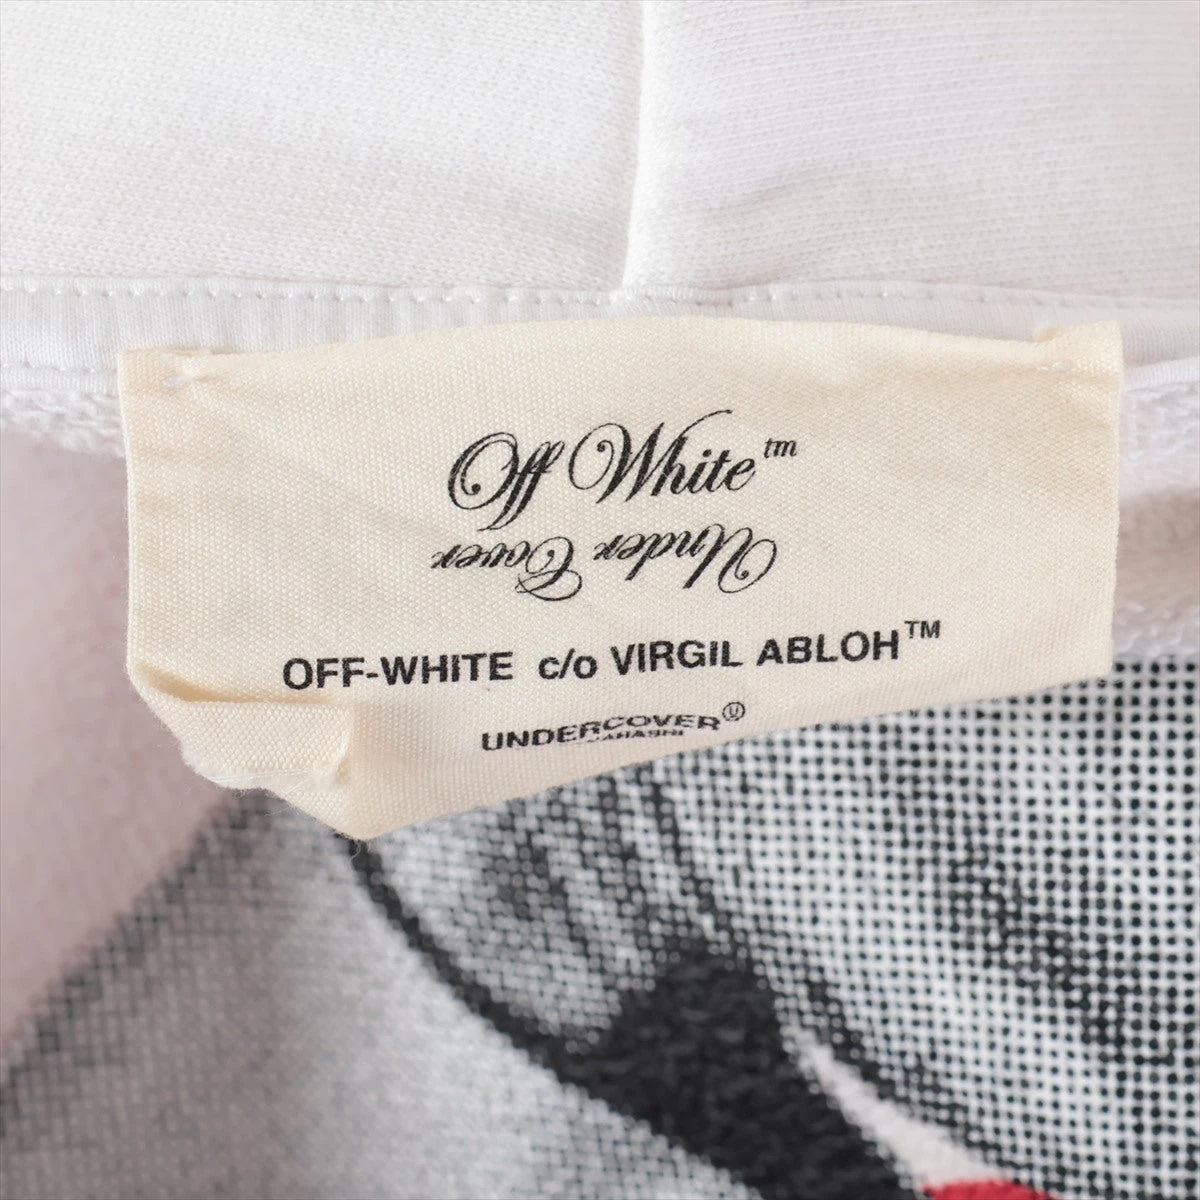 Off White™
Under Cover
OFF-WHITE c/o VIRGIL ABLOH™
UNDERCOVER Ⓤ